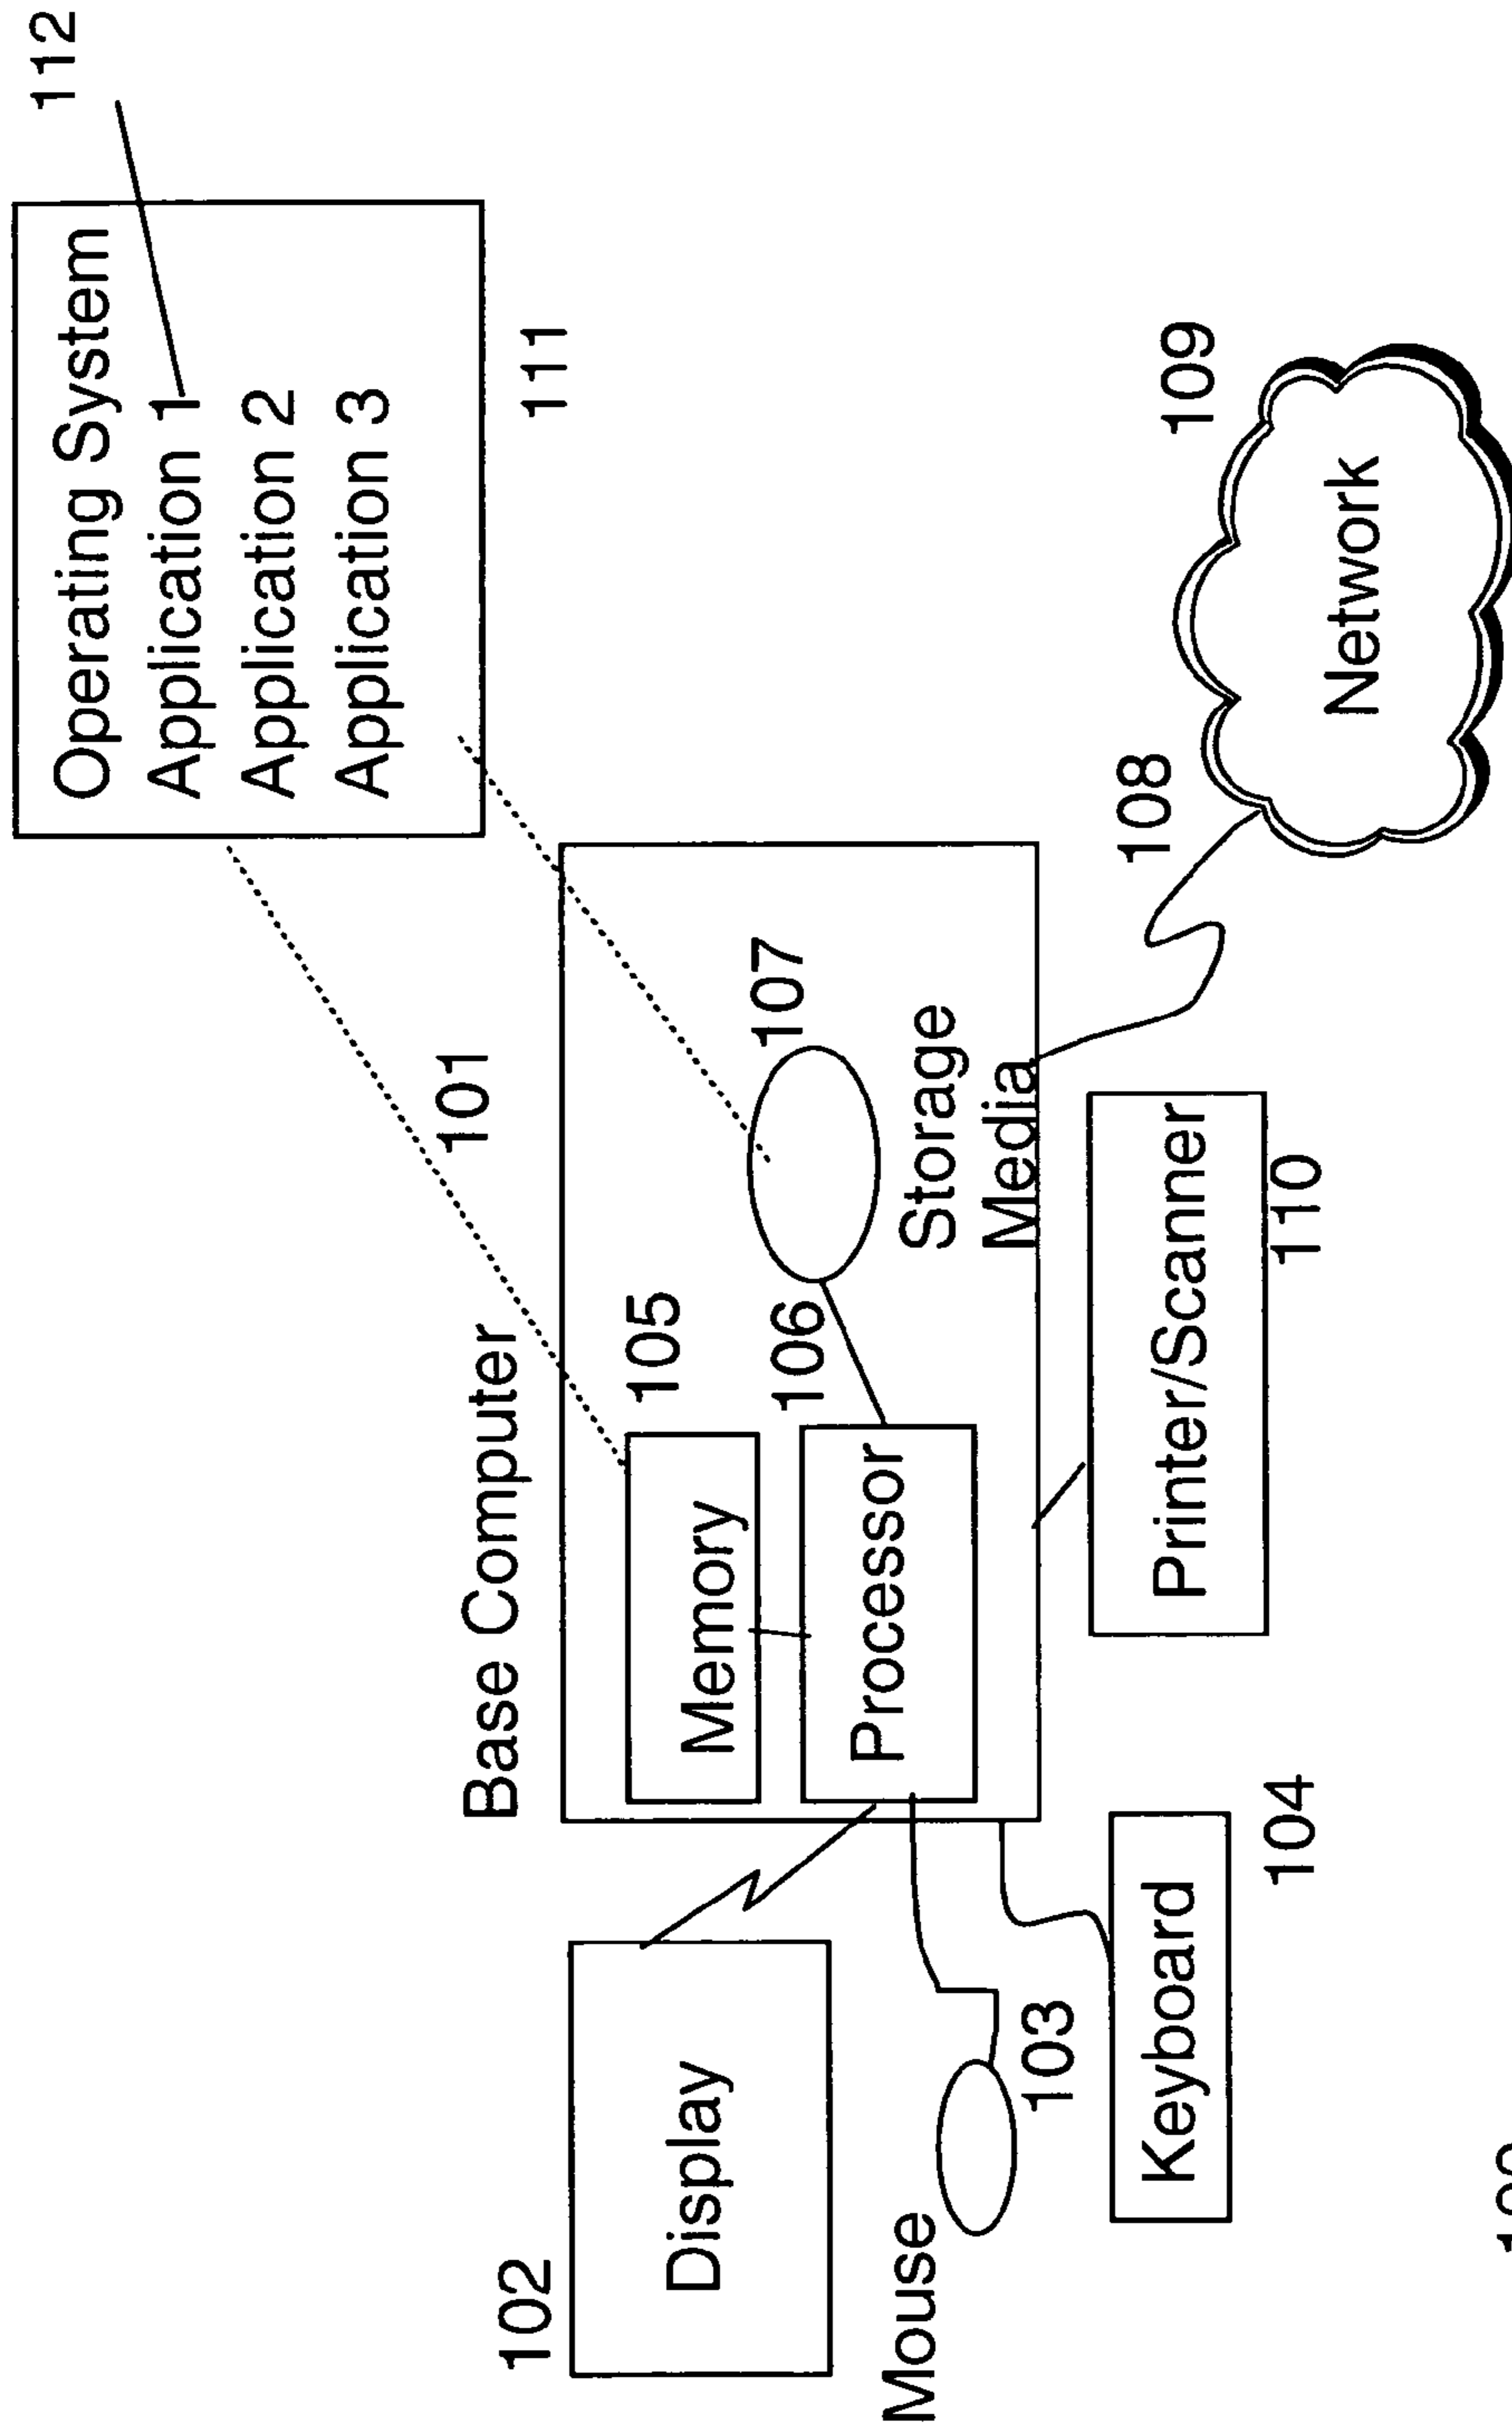 112
Operating System
Application 1
Application 2
Application 3
111
101
Base Computer
105
Memory
107
106
Processor
Storage
Media
102
Display
Mouse
103
104
Keyboard
Printer/Scanner
110
108
109
Network